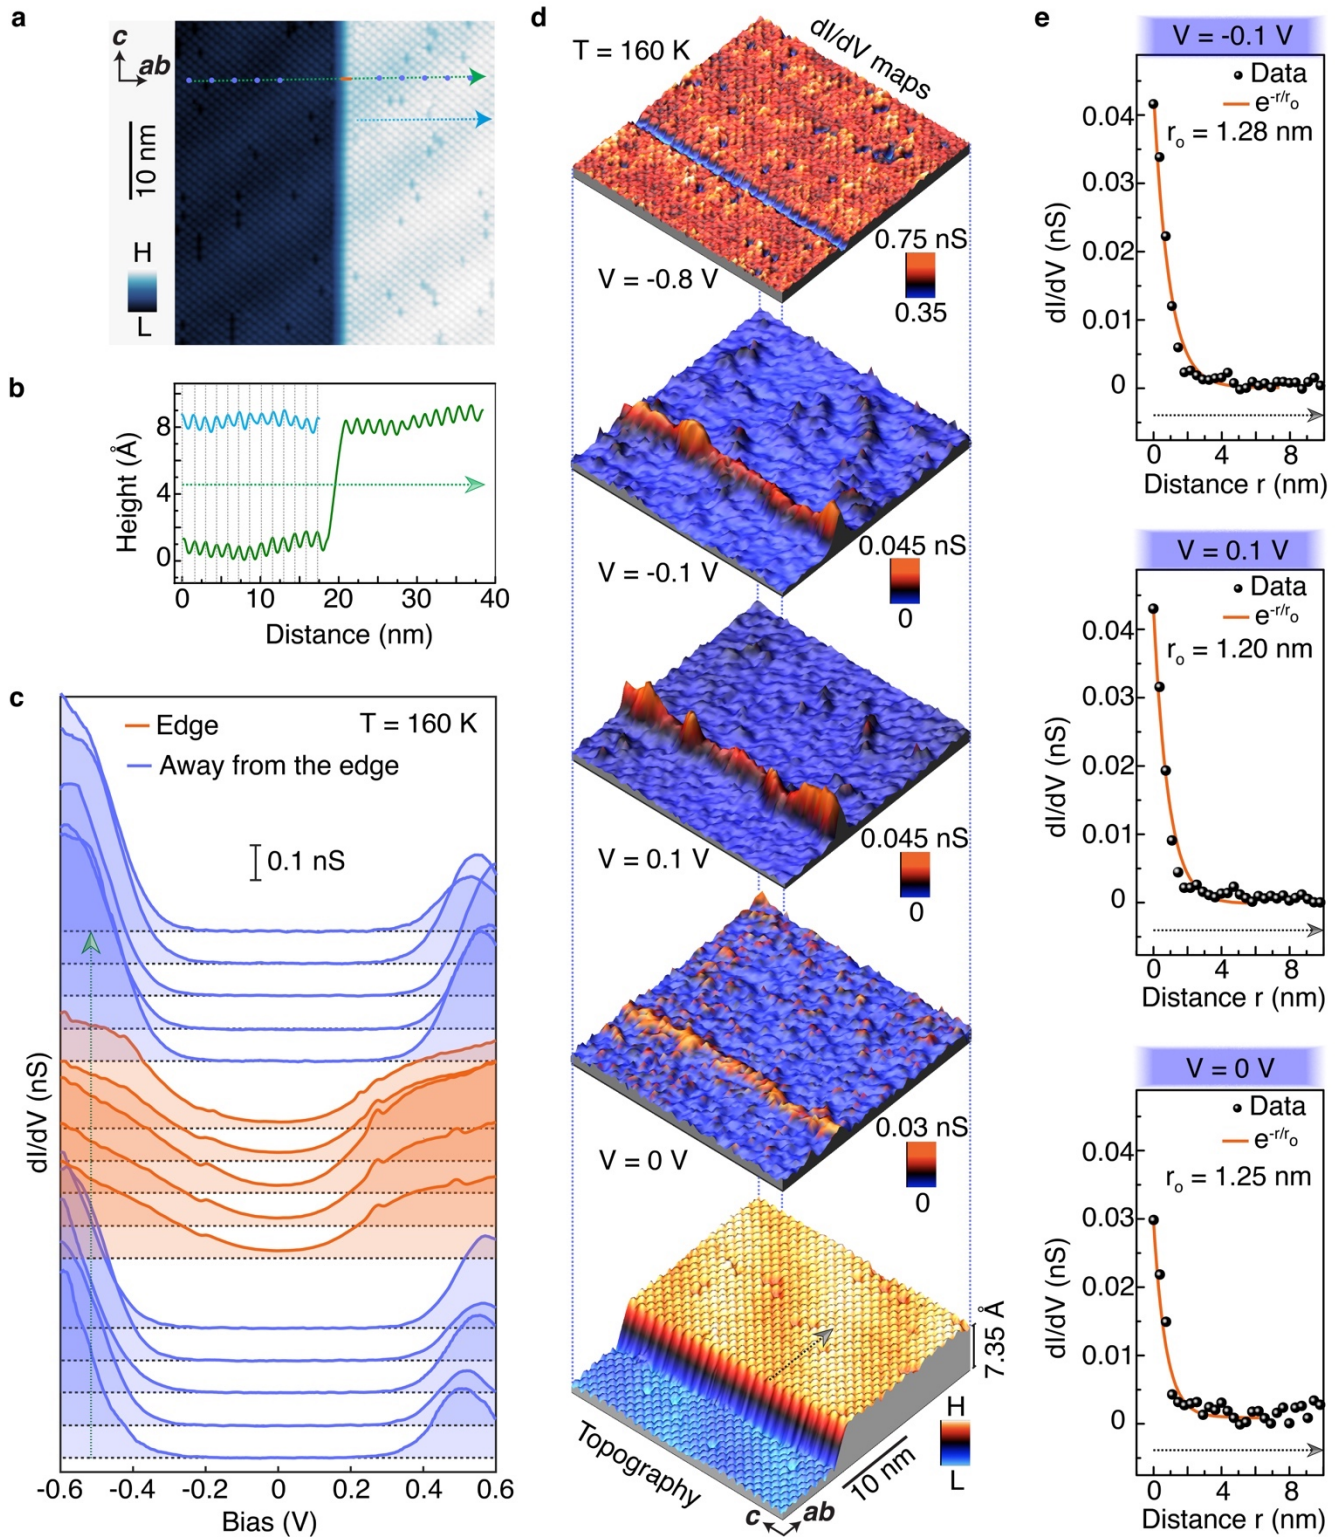 a
c
ab
10 nm
H
L
b
Height (Å)
8
4
0
0 10 20 30 40
Distance (nm)
c
Edge
T = 160 K
Away from the edge
0.1 nS
dI/dV (nS)
-0.6 -0.4 -0.2 0 0.2 0.4 0.6
Bias (V)
d
T = 160 K
dI/dV maps
0.75 nS
0.35
V = -0.8 V
0.045 nS
0
V = -0.1 V
0.045 nS
0
V = 0.1 V
0.03 nS
0
V = 0 V
7.35 Å
H
L
10 nm
Topography
c
ab
e
V = -0.1 V
Data
e^-r/r₀
r₀ = 1.28 nm
0.04
0.03
0.02
0.01
0
dI/dV (nS)
0 4 8
Distance r (nm)
V = 0.1 V
Data
e^-r/r₀
r₀ = 1.20 nm
0.04
0.03
0.02
0.01
0
dI/dV (nS)
0 4 8
Distance r (nm)
V = 0 V
Data
e^-r/r₀
r₀ = 1.25 nm
0.04
0.03
0.02
0.01
0
dI/dV (nS)
0 4 8
Distance r (nm)